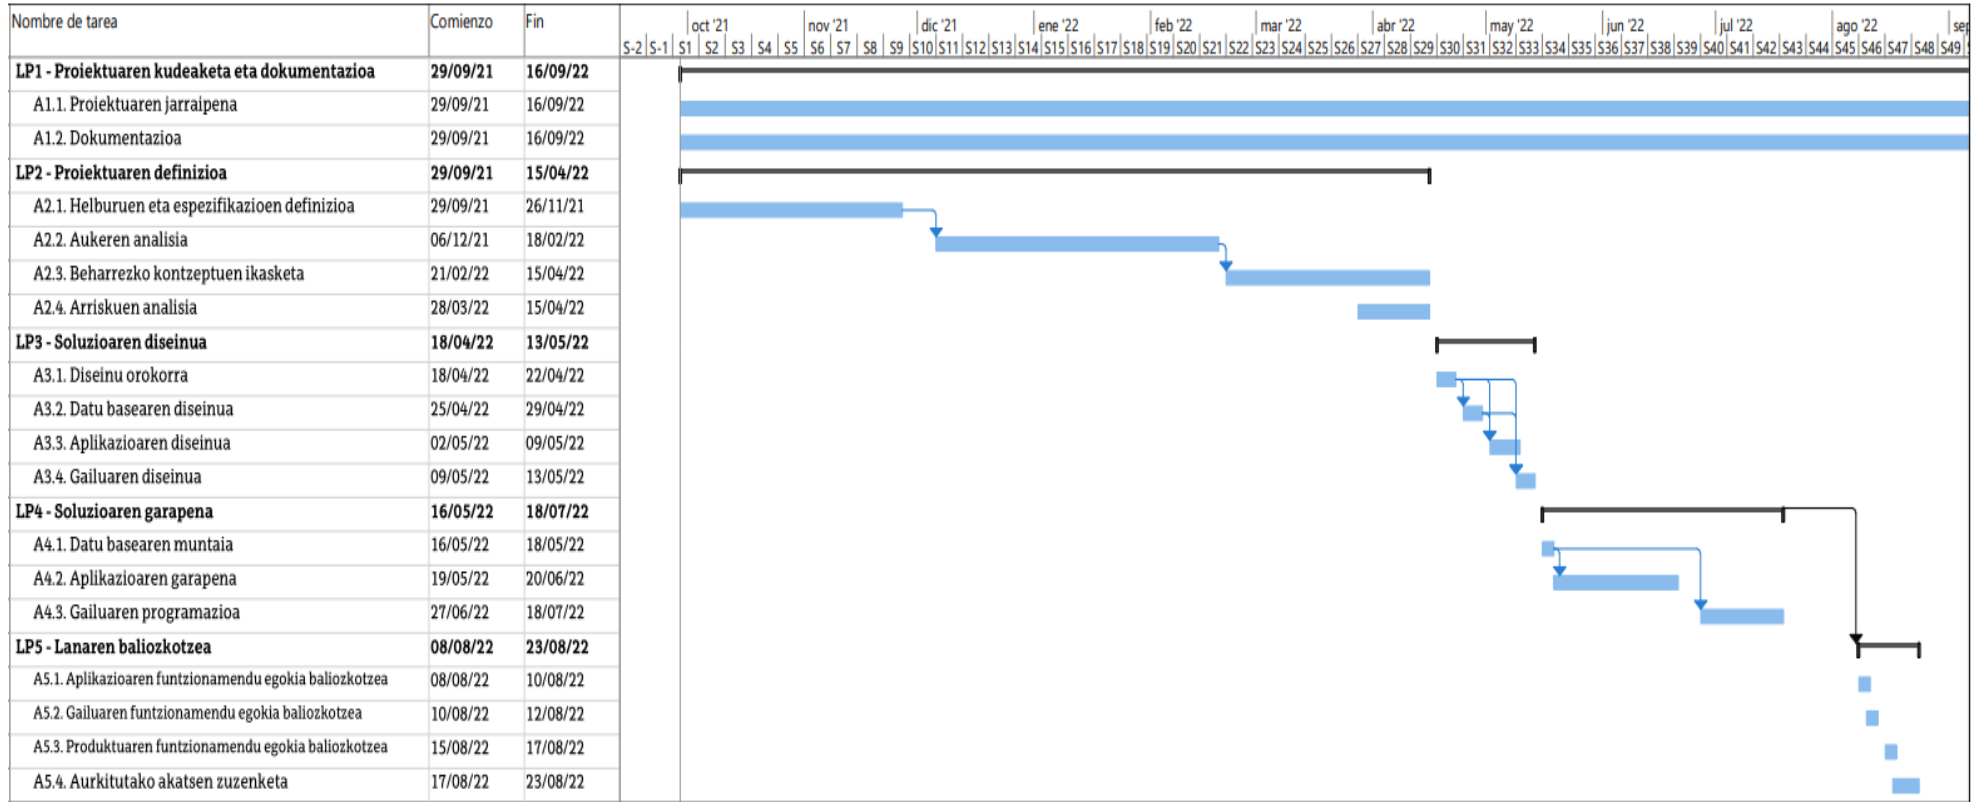 Nombre de tarea Comienzo Fin
oct '21 nov '21 dic '21 ene '22 feb '22 mar '22 abr '22 may '22 jun '22 jul '22 ago '22 sep
S-2 S-1 S1 S2 S3 S4 S5 S6 S7 S8 S9 S10 S11 S12 S13 S14 S15 S16 S17 S18 S19 S20 S21 S22 S23 S24 S25 S26 S27 S28 S29 S30 S31 S32 S33 S34 S35 S36 S37 S38 S39 S40 S41 S42 S43 S44 S45 S46 S47 S48 S49
LP1 - Proiektuaren kudeaketa eta dokumentazioa 29/09/21 16/09/22
A1.1. Proiektuaren jarraipena 29/09/21 16/09/22
A1.2. Dokumentazioa 29/09/21 16/09/22
LP2 - Proiektuaren definizioa 29/09/21 15/04/22
A2.1. Helburuen eta espezifikazioen definizioa 29/09/21 26/11/21
A2.2. Aukeren analisia 06/12/21 18/02/22
A2.3. Beharrezko kontzeptuen ikasketa 21/02/22 15/04/22
A2.4. Arriskuen analisia 28/03/22 15/04/22
LP3 - Soluzioaren diseinua 18/04/22 13/05/22
A3.1. Diseinu orokorra 18/04/22 22/04/22
A3.2. Datu basearen diseinua 25/04/22 29/04/22
A3.3. Aplikazioaren diseinua 02/05/22 09/05/22
A3.4. Gailuaren diseinua 09/05/22 13/05/22
LP4 - Soluzioaren garapena 16/05/22 18/07/22
A4.1. Datu basearen muntaia 16/05/22 18/05/22
A4.2. Aplikazioaren garapena 19/05/22 20/06/22
A4.3. Gailuaren programazioa 27/06/22 18/07/22
LP5 - Lanaren baliozkotzea 08/08/22 23/08/22
A5.1. Aplikazioaren funtzionamendu egokia baliozkotzea 08/08/22 10/08/22
A5.2. Gailuaren funtzionamendu egokia baliozkotzea 10/08/22 12/08/22
A5.3. Produktuaren funtzionamendu egokia baliozkotzea 15/08/22 17/08/22
A5.4. Aurkitutako akatsen zuzenketa 17/08/22 23/08/22